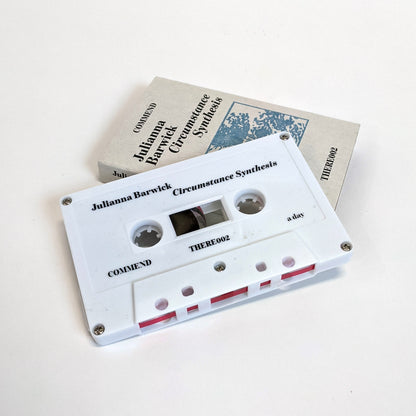 COMMEND
Julianna
Barwick
Circumstance
Synthesis
THERE002
Julianna Barwick
Circumstance Synthesis
a day
COMMEND
THERE002